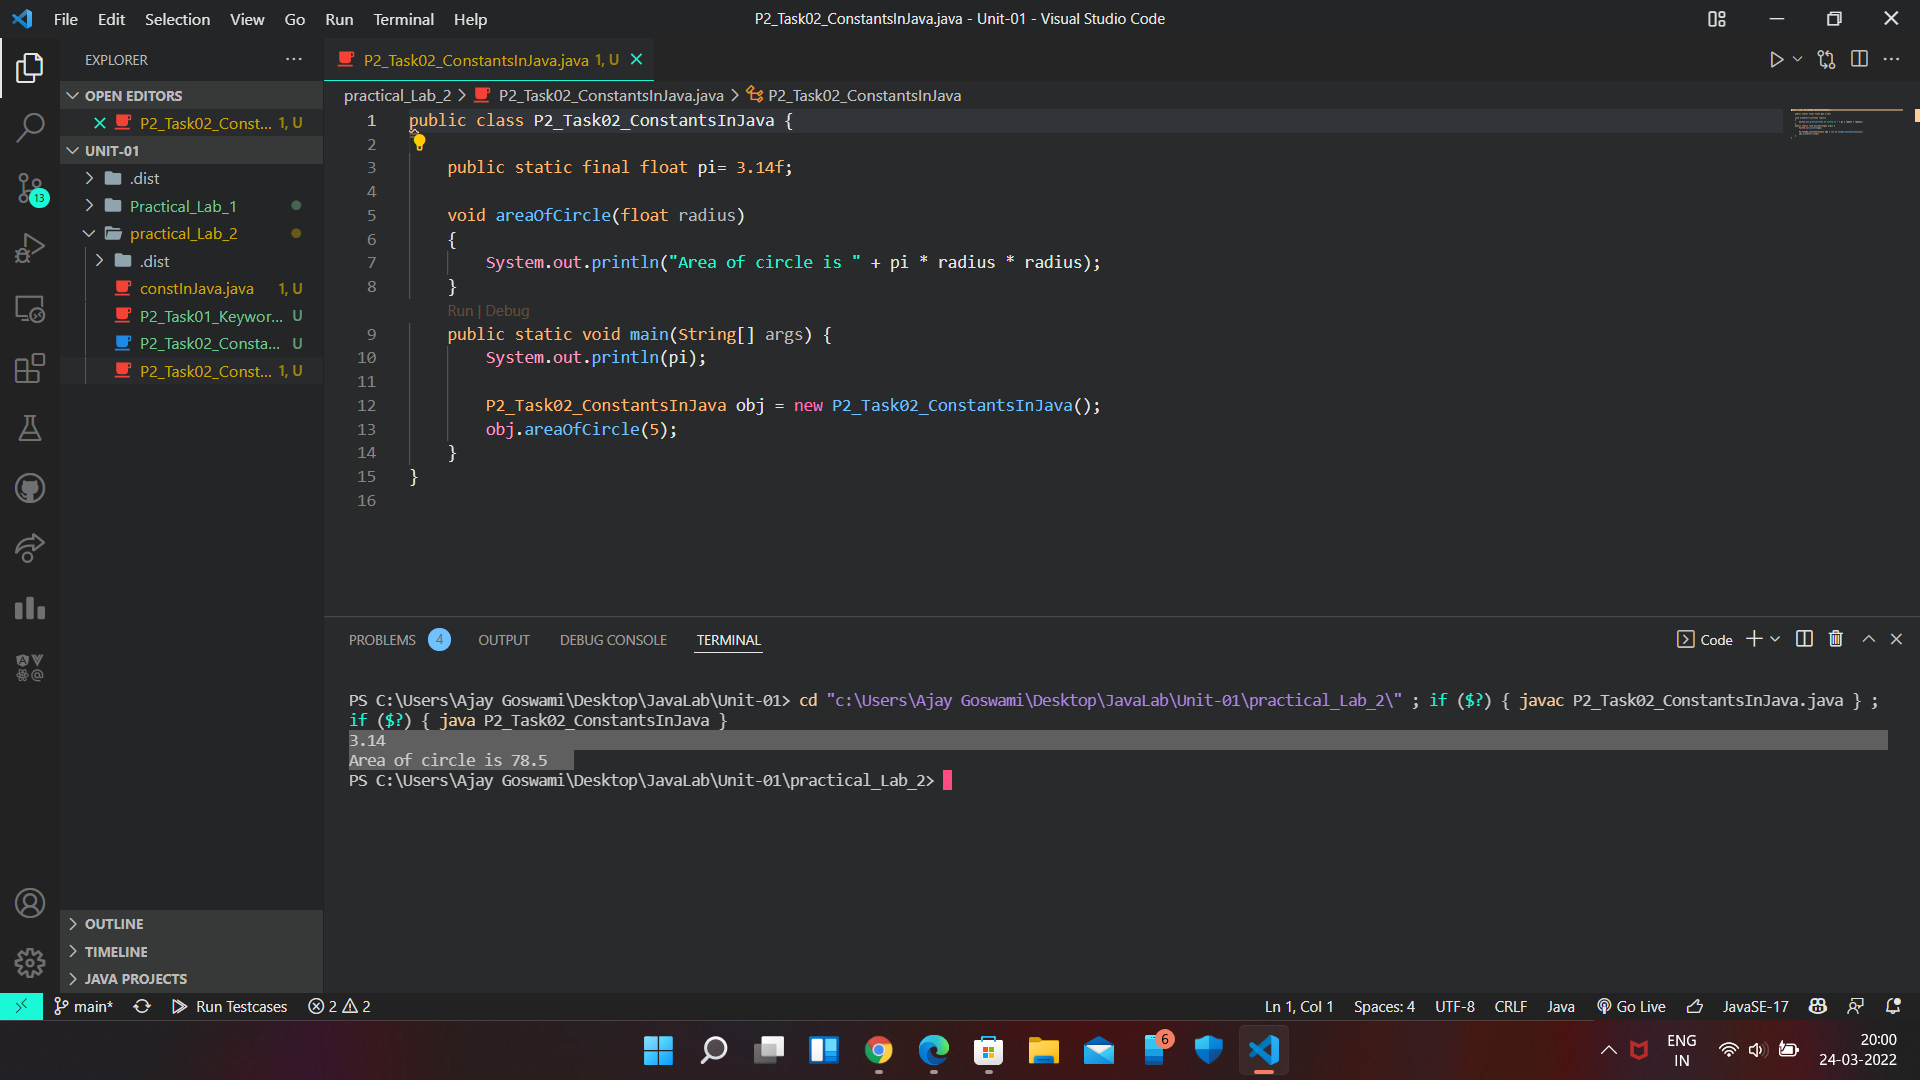 File Edit Selection View Go Run Terminal Help
P2_Task02_ConstantsInJava.java - Unit-01 - Visual Studio Code
EXPLORER
P2_Task02_ConstantsInJava.java 1, U
OPEN EDITORS
P2_Task02_Const... 1, U
UNIT-01
.dist
Practical_Lab_1
practical_Lab_2
.dist
constInJava.java 1, U
P2_Task01_Keywor... U
P2_Task02_Consta... U
P2_Task02_Const... 1, U
13
OUTLINE
TIMELINE
JAVA PROJECTS
practical_Lab_2 > P2_Task02_ConstantsInJava.java > P2_Task02_ConstantsInJava
1 public class P2_Task02_ConstantsInJava {
2
3 public static final float pi= 3.14f;
4
5 void areaOfCircle(float radius)
6 {
7 System.out.println("Area of circle is " + pi * radius * radius);
8 }
Run | Debug
9 public static void main(String[] args) {
10 System.out.println(pi);
11
12 P2_Task02_ConstantsInJava obj = new P2_Task02_ConstantsInJava();
13 obj.areaOfCircle(5);
14 }
15 }
16
PROBLEMS 4 OUTPUT DEBUG CONSOLE TERMINAL
Code
PS C:\Users\Ajay Goswami\Desktop\JavaLab\Unit-01> cd "c:\Users\Ajay Goswami\Desktop\JavaLab\Unit-01\practical_Lab_2\" ; if ($?) { javac P2_Task02_ConstantsInJava.java } ;
if ($?) { java P2_Task02_ConstantsInJava }
3.14
Area of circle is 78.5
PS C:\Users\Ajay Goswami\Desktop\JavaLab\Unit-01\practical_Lab_2>
main* Run Testcases 2 2
Ln 1, Col 1 Spaces: 4 UTF-8 CRLF Java Go Live JavaSE-17
6
ENG
IN
20:00
24-03-2022